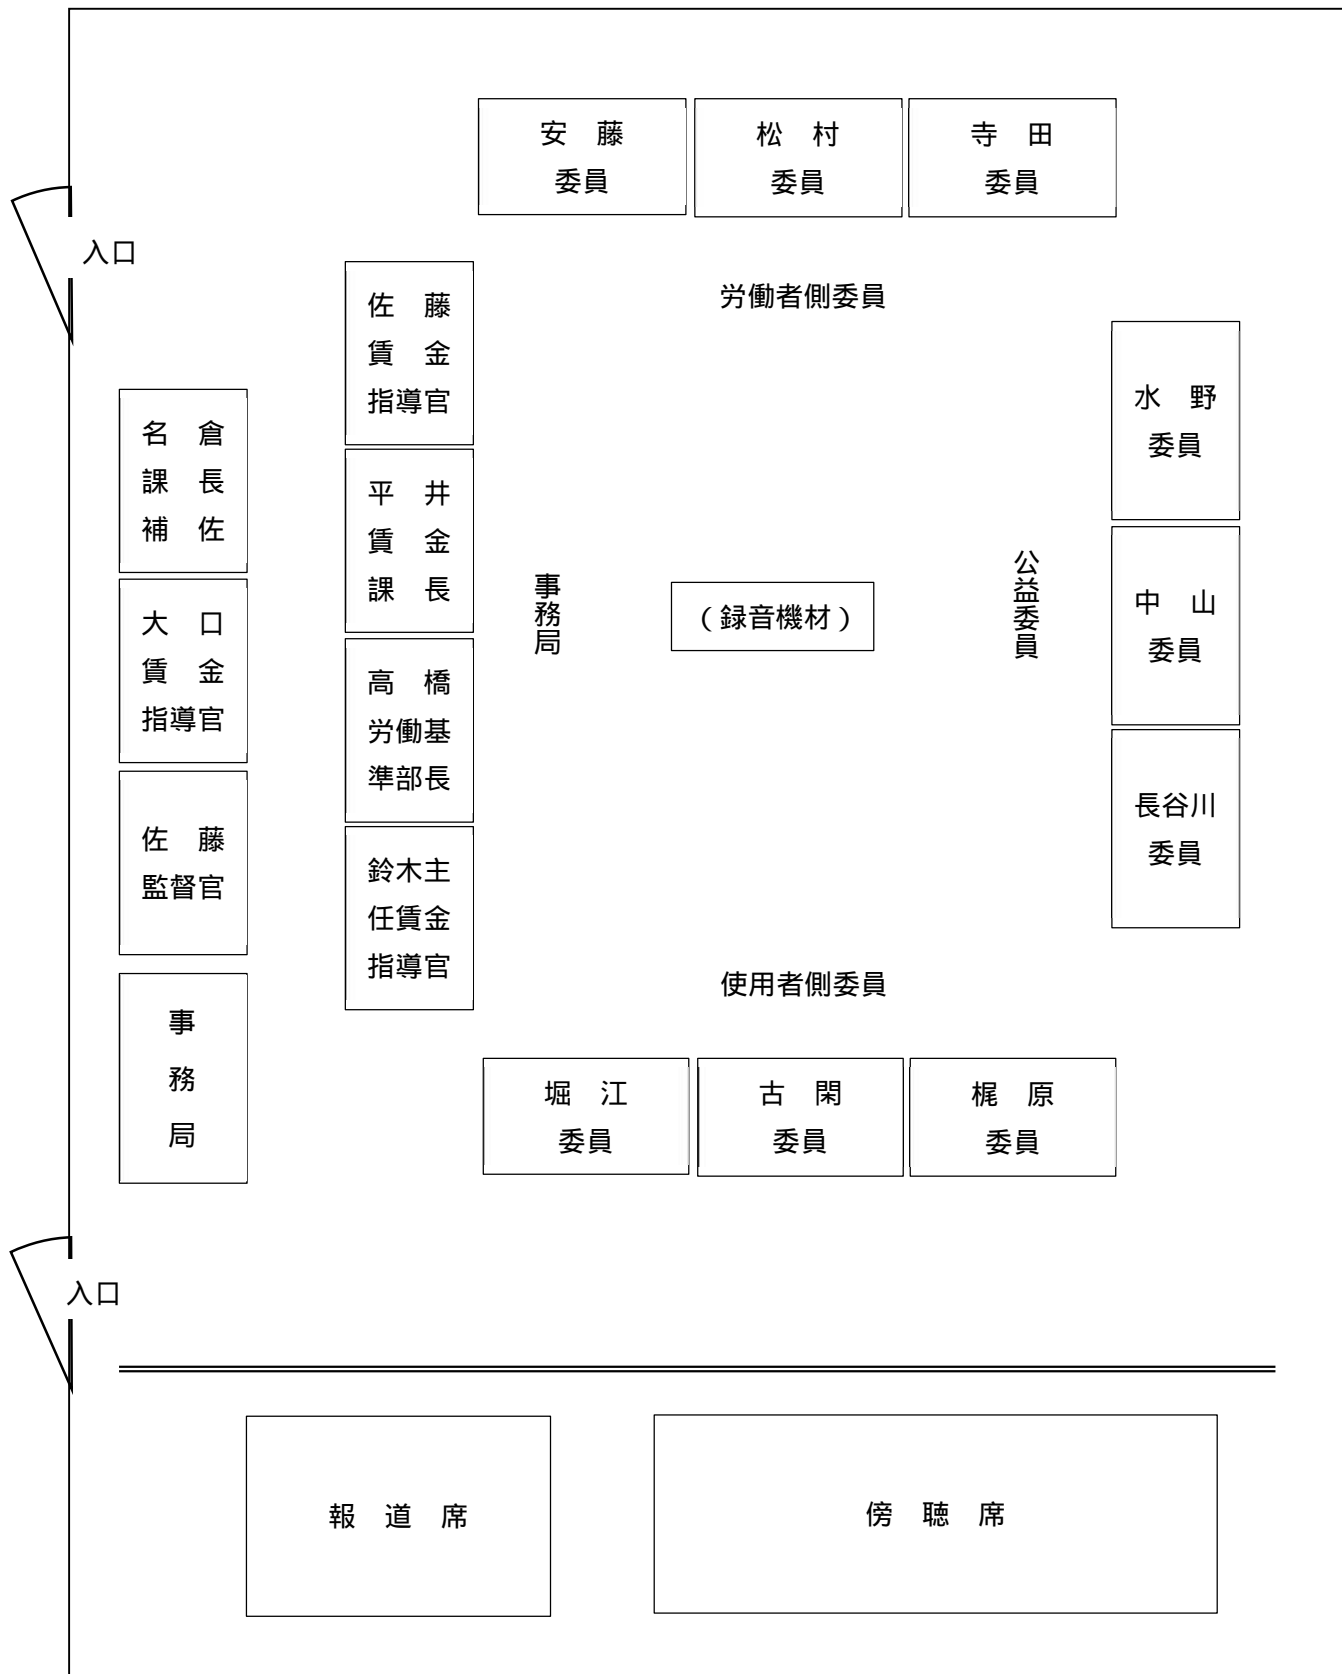 安　藤
委員
松　村
委員
寺　田
委員
入口
労働者側委員
佐　藤
賃　金
指導官
水　野
委員
名　倉
課　長
補　佐
平　井
賃　金
課　長
事務局
（録音機材）
公益委員
中　山
委員
大　口
賃　金
指導官
高　橋
労働基
準部長
長谷川
委員
佐　藤
監督官
鈴木主
任賃金
指導官
使用者側委員
事
務
局
堀　江
委員
古　閑
委員
梶　原
委員
入口
報　道　席
傍　聴　席